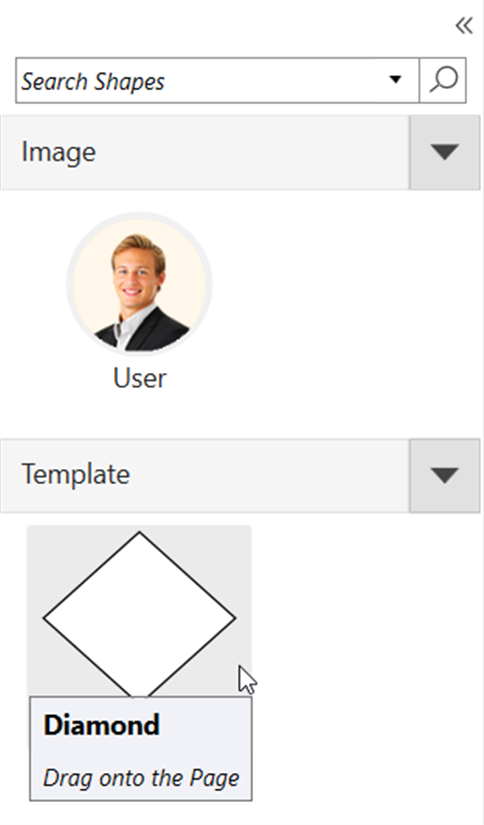 Search Shapes
Image
User
Template
Diamond
Drag onto the Page